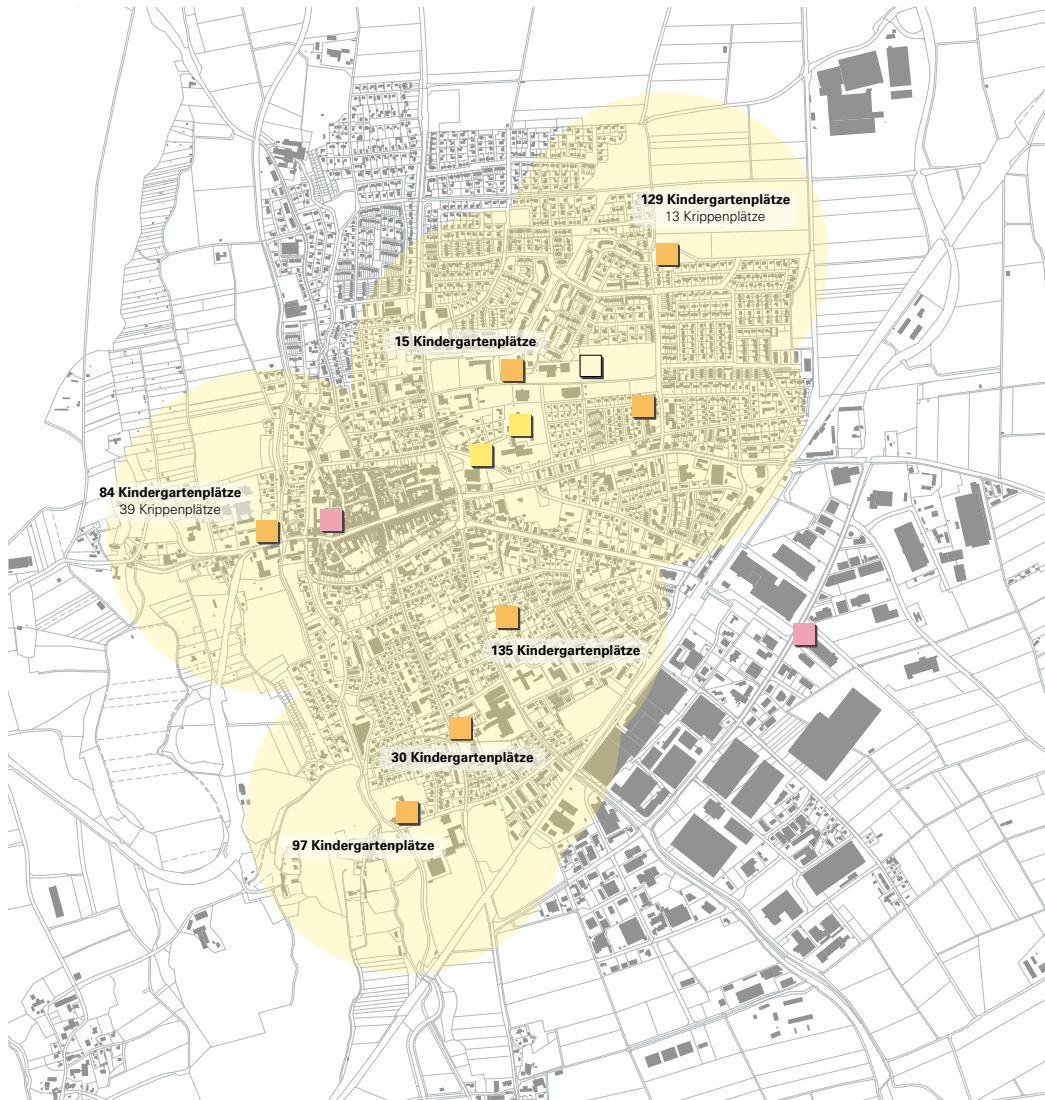 129 Kindergartenplätze
13 Krippenplätze
15 Kindergartenplätze
84 Kindergartenplätze
39 Krippenplätze
135 Kindergartenplätze
30 Kindergartenplätze
97 Kindergartenplätze